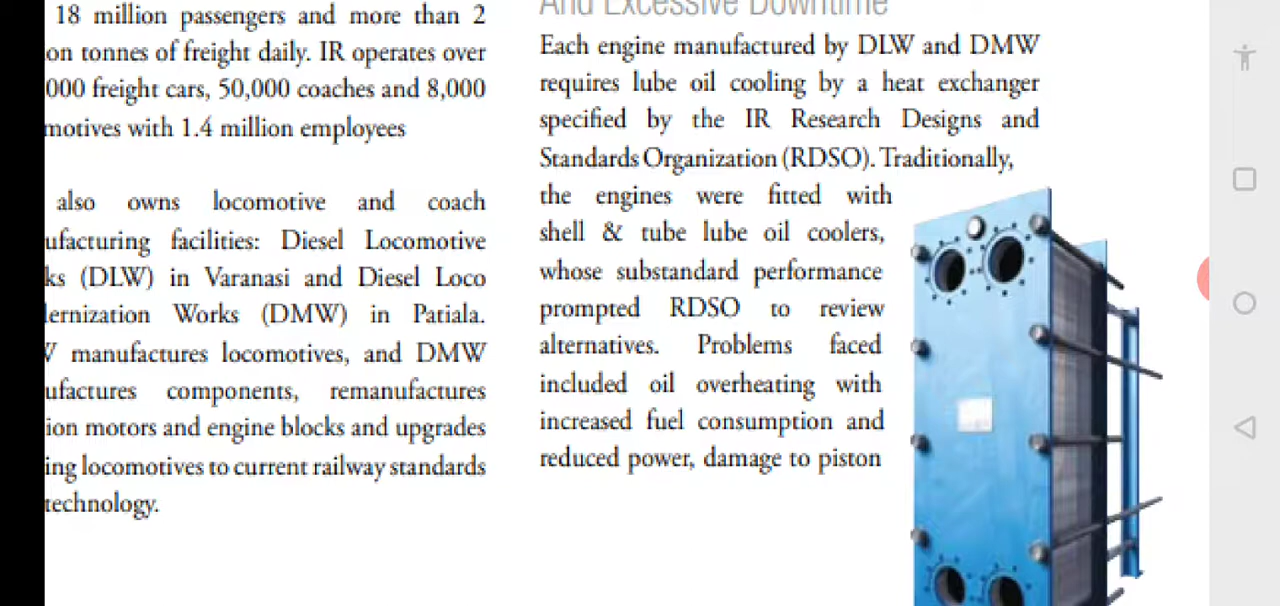 18 million passengers and more than 2
on tonnes of freight daily. IR operates over
000 freight cars, 50,000 coaches and 8,000
motives with 1.4 million employees
also owns locomotive and coach
ufacturing facilities: Diesel Locomotive
ks (DLW) in Varanasi and Diesel Loco
ernization Works (DMW) in Patiala.
manufactures locomotives, and DMW
ufactures components, remanufactures
ion motors and engine blocks and upgrades
ing locomotives to current railway standards
technology.
And Excessive Downtime
Each engine manufactured by DLW and DMW
requires lube oil cooling by a heat exchanger
specified by the IR Research Designs and
Standards Organization (RDSO). Traditionally,
the engines were fitted with
shell & tube lube oil coolers,
whose substandard performance
prompted RDSO to review
alternatives. Problems faced
included oil overheating with
increased fuel consumption and
reduced power, damage to piston